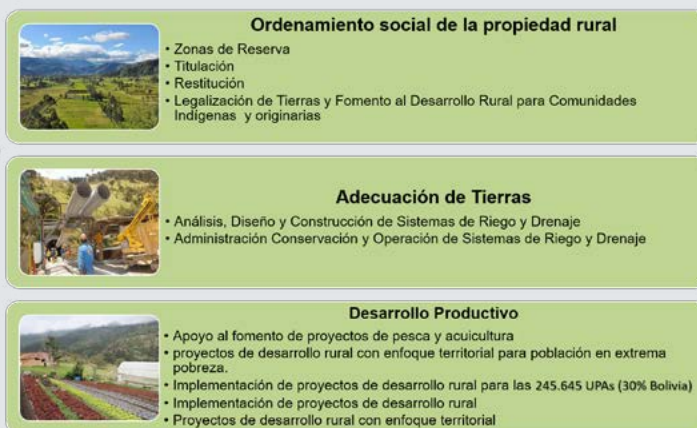 Ordenamiento social de la propiedad rural
• Zonas de Reserva
• Titulación
• Restitución
• Legalización de Tierras y Fomento al Desarrollo Rural para Comunidades
Indígenas y originarias
Adecuación de Tierras
• Análisis, Diseño y Construcción de Sistemas de Riego y Drenaje
• Administración Conservación y Operación de Sistemas de Riego y Drenaje
Desarrollo Productivo
• Apoyo al fomento de proyectos de pesca y acuicultura
• proyectos de desarrollo rural con enfoque territorial para población en extrema
pobreza.
• Implementación de proyectos de desarrollo rural para las 245.645 UPAs (30% Bolivia)
• Implementación de proyectos de desarrollo rural
• Proyectos de desarrollo rural con enfoque territorial